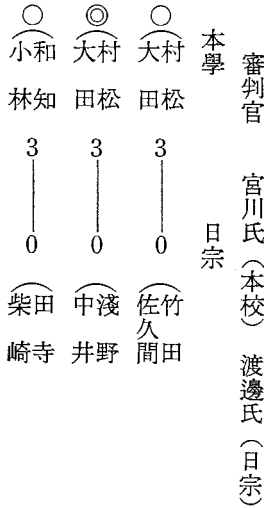 審判官　宮川氏（本校）　渡邊氏（日宗）
本學　日宗
○（村松 大田　3——0　（竹田 佐久間
◎（村松 大田　3——0　（淺野 中井
○（和知 小林　3——0　（田寺 柴崎